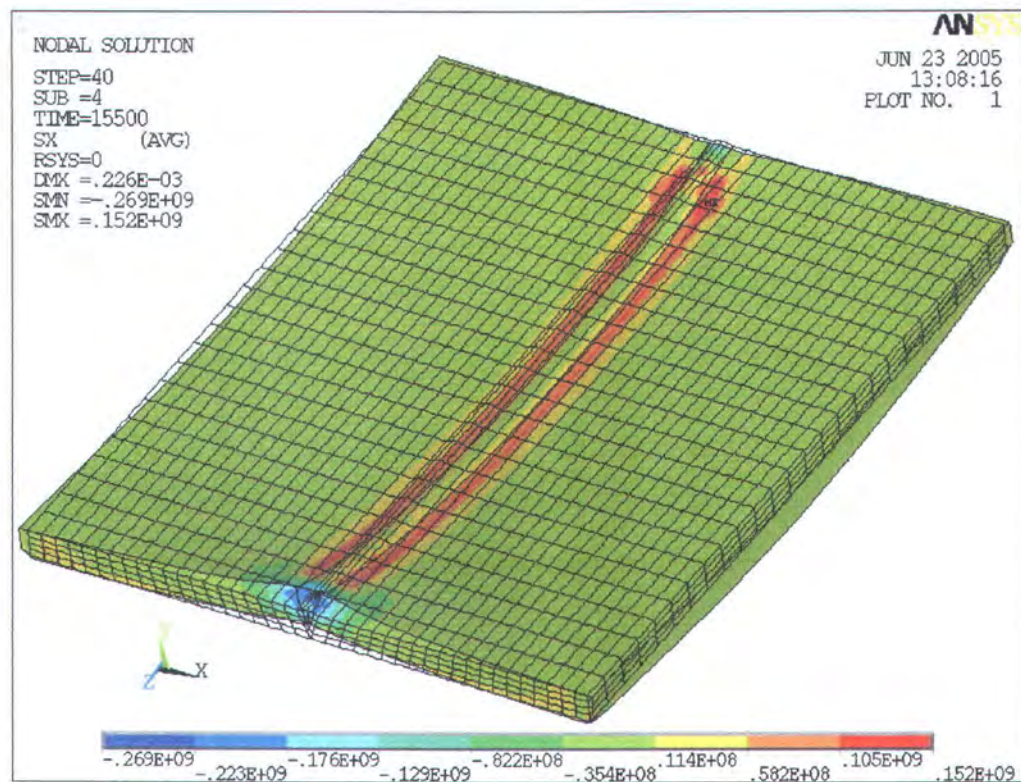 ANSYS
NODAL SOLUTION
STEP=40
SUB =4
TIME=15500
SX (AVG)
RSYS=0
DMX =.226E-03
SMN =-.269E+09
SMX =.152E+09
JUN 23 2005
13:08:16
PLOT NO. 1
MX
Y
Z
X
-.269E+09 -.176E+09 -.822E+08 .114E+08 .105E+09
-.223E+09 -.129E+09 -.354E+08 .582E+08 .152E+09